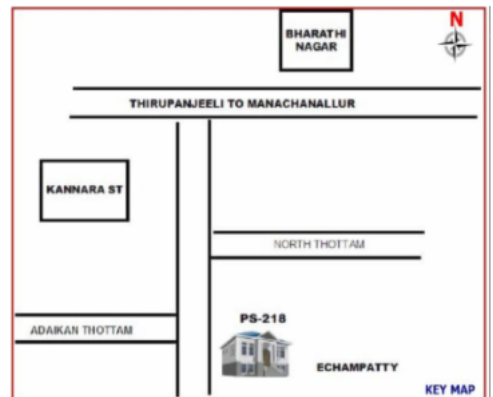 N
BHARATHI
NAGAR
THIRUPANJEELI TO MANACHANALLUR
KANNARA ST
NORTH THOTTAM
PS-218
ADAIKAN THOTTAM
ECHAMPATTY
KEY MAP